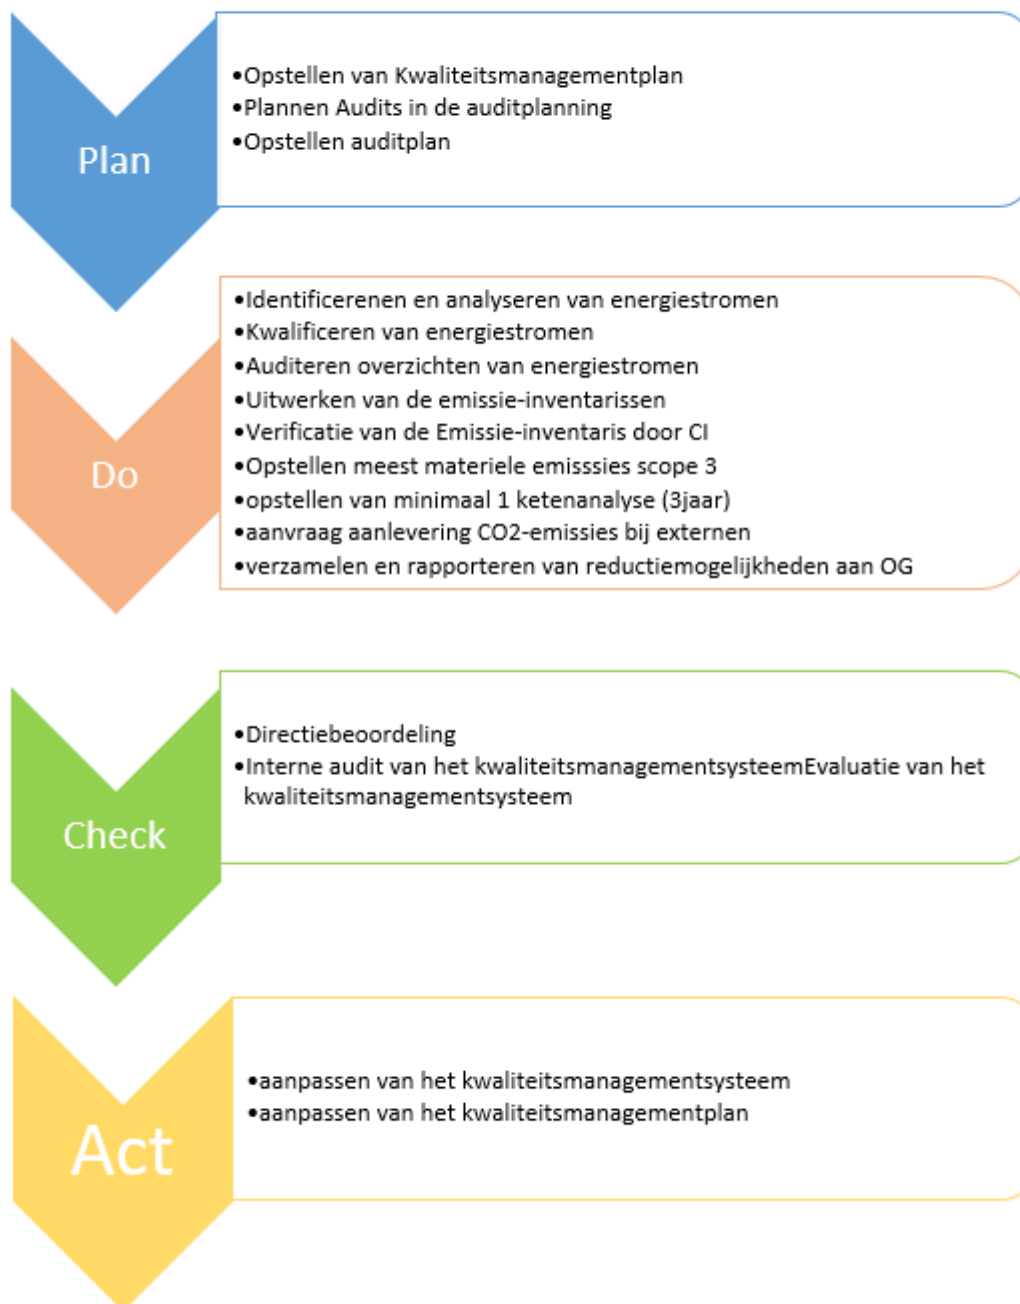 Plan
•Opstellen van Kwaliteitsmanagementplan
•Plannen Audits in de auditplanning
•Opstellen auditplan
Do
•Identificerenen en analyseren van energiestromen
•Kwalificeren van energiestromen
•Auditeren overzichten van energiestromen
•Uitwerken van de emissie-inventarissen
•Verificatie van de Emissie-inventaris door CI
•Opstellen meest materiele emisssies scope 3
•opstellen van minimaal 1 ketenanalyse (3jaar)
•aanvraag aanlevering CO2-emissies bij externen
•verzamelen en rapporteren van reductiemogelijkheden aan OG
Check
•Directiebeoordeling
•Interne audit van het kwaliteitsmanagementsysteemEvaluatie van het
kwaliteitsmanagementsysteem
Act
•aanpassen van het kwaliteitsmanagementsysteem
•aanpassen van het kwaliteitsmanagementplan